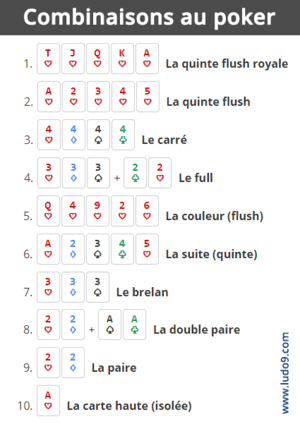 Combinaisons au poker
1. T J Q K A La quinte flush royale
2. A 2 3 4 5 La quinte flush
3. 4 4 4 4 Le carré
4. 3 3 3 + 2 2 Le full
5. Q 4 9 2 6 La couleur (flush)
6. A 2 3 4 5 La suite (quinte)
7. 3 3 3 Le brelan
8. 2 2 + A A La double paire
9. 2 2 La paire
10. A La carte haute (isolée)
www.ludo9.com